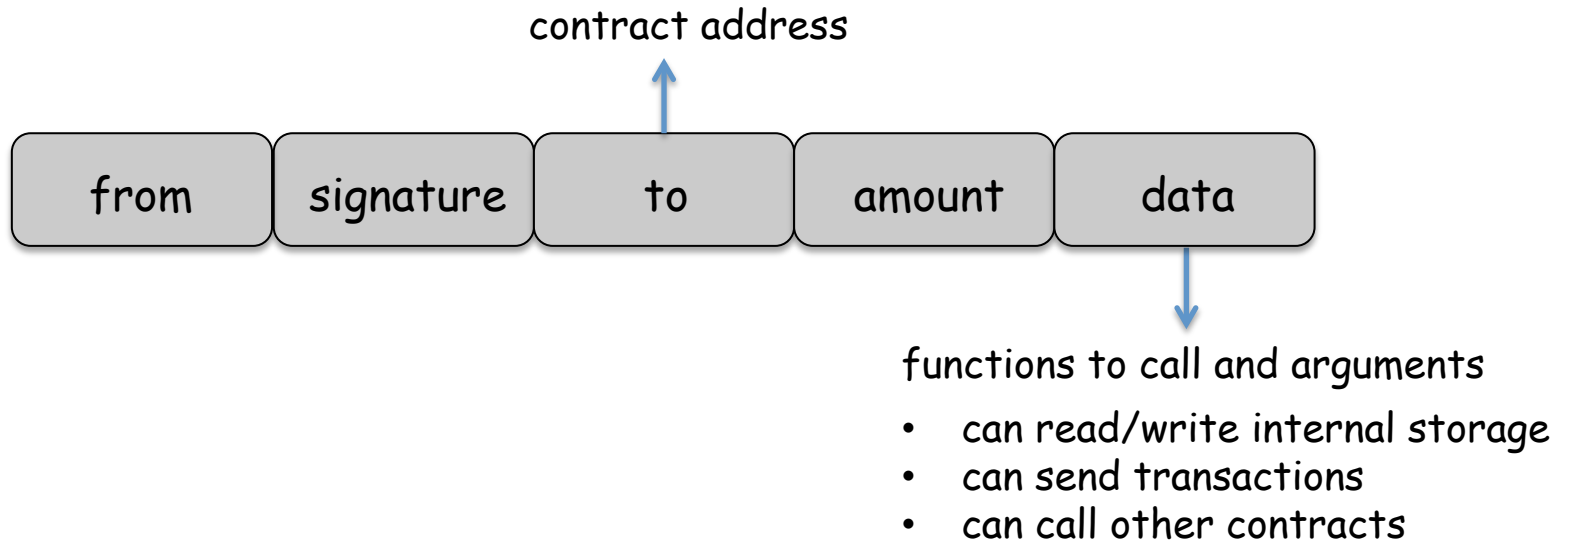 contract address
from signature to amount data
functions to call and arguments
• can read/write internal storage
• can send transactions
• can call other contracts